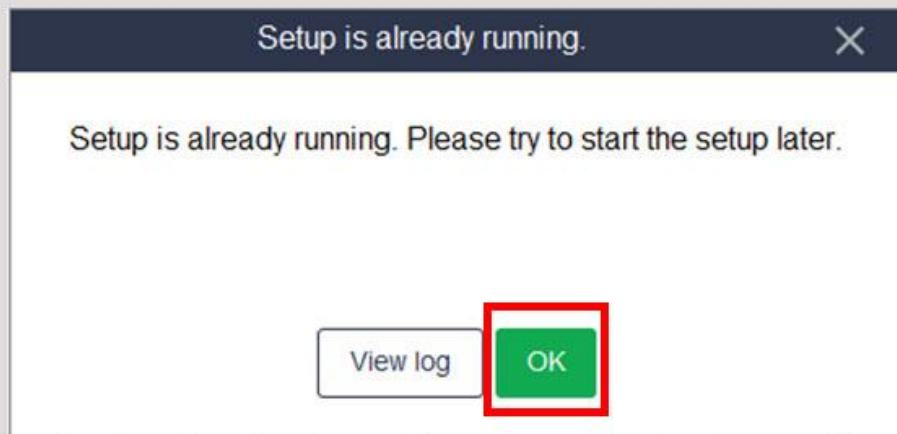 Setup is already running.
Setup is already running. Please try to start the setup later.
View log OK